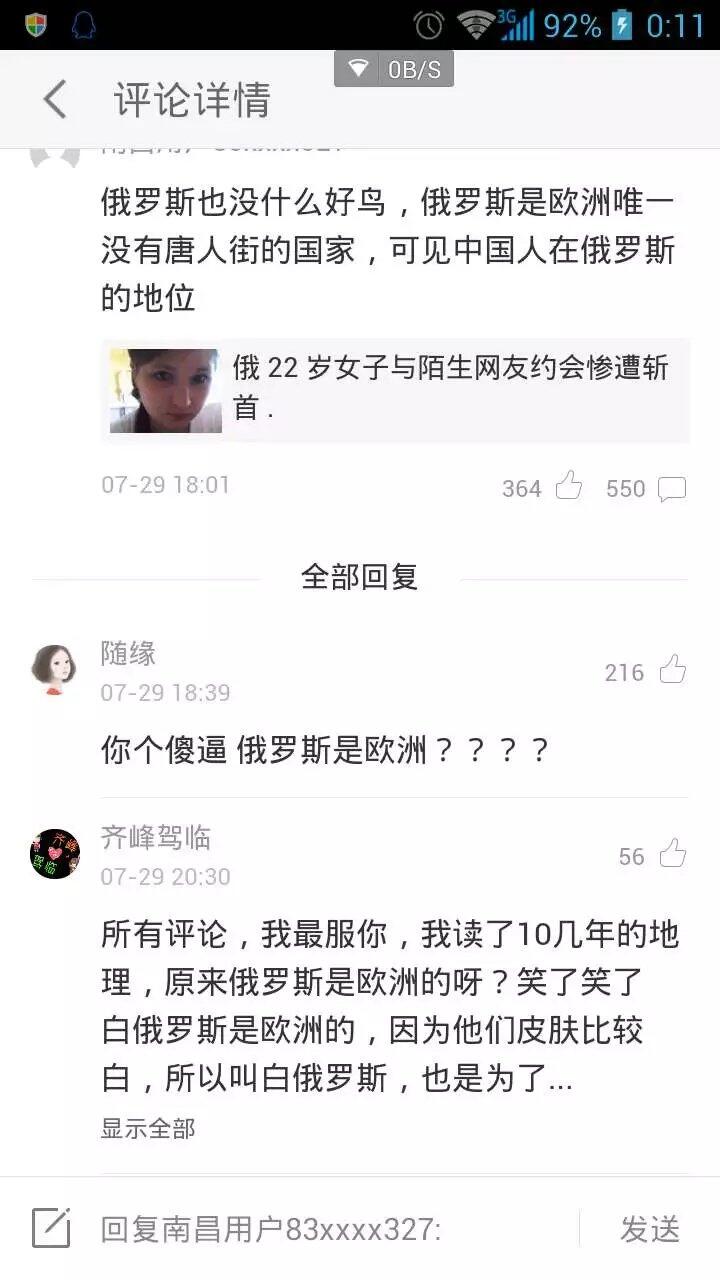 3G 92% 0:11
0B/S
评论详情
俄罗斯也没什么好鸟，俄罗斯是欧洲唯一
没有唐人街的国家，可见中国人在俄罗斯
的地位
俄 22 岁女子与陌生网友约会惨遭斩
首 .
07-29 18:01 364 550
全部回复
随缘
216
07-29 18:39
你个傻逼 俄罗斯是欧洲？？？？
齐峰驾临
56
07-29 20:30
所有评论，我最服你，我读了10几年的地
理，原来俄罗斯是欧洲的呀？笑了笑了
白俄罗斯是欧洲的，因为他们皮肤比较
白，所以叫白俄罗斯，也是为了...
显示全部
回复南昌用户83xxxx327: 发送